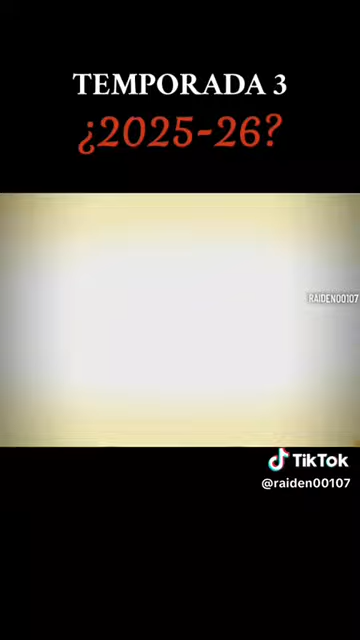 TEMPORADA 3
¿2025-26?
RAIDEN00107
TikTok
@raiden00107